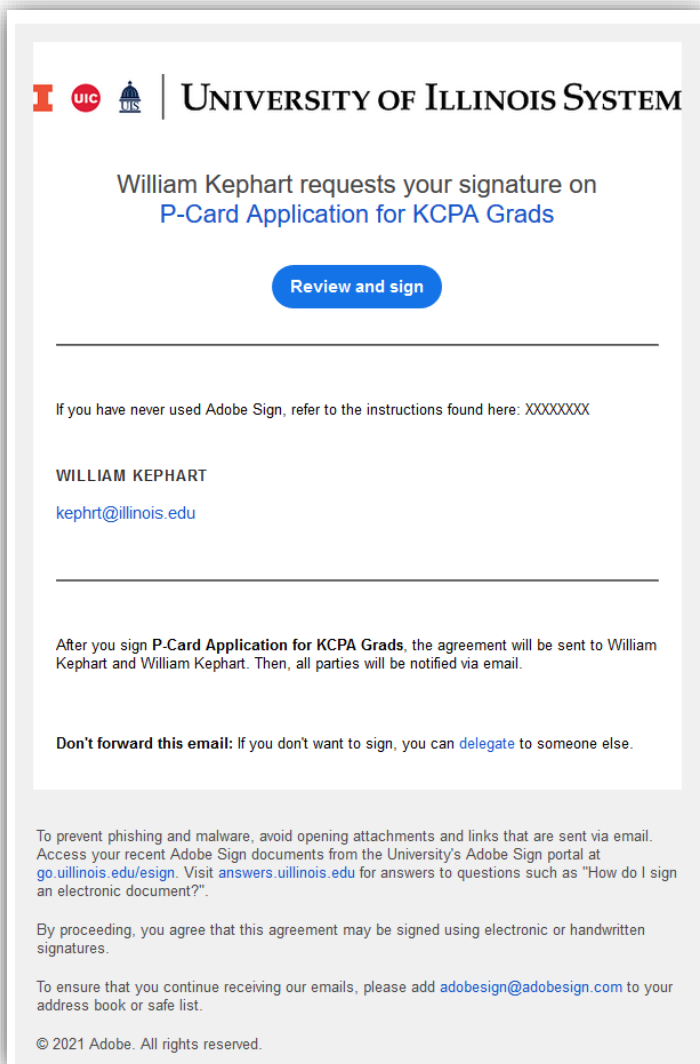 I UIC UIS UNIVERSITY OF ILLINOIS SYSTEM
William Kephart requests your signature on
P-Card Application for KCPA Grads
Review and sign
If you have never used Adobe Sign, refer to the instructions found here: XXXXXXXX
WILLIAM KEPHART
kephrt@illinois.edu
After you sign P-Card Application for KCPA Grads, the agreement will be sent to William
Kephart and William Kephart. Then, all parties will be notified via email.
Don't forward this email: If you don't want to sign, you can delegate to someone else.
To prevent phishing and malware, avoid opening attachments and links that are sent via email.
Access your recent Adobe Sign documents from the University's Adobe Sign portal at
go.uillinois.edu/esign. Visit answers.uillinois.edu for answers to questions such as "How do I sign
an electronic document?".
By proceeding, you agree that this agreement may be signed using electronic or handwritten
signatures.
To ensure that you continue receiving our emails, please add adobesign@adobesign.com to your
address book or safe list.
© 2021 Adobe. All rights reserved.